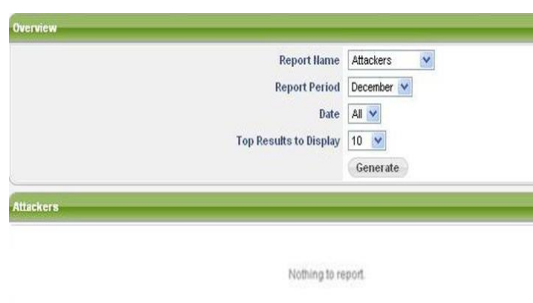 Overview
Report Name Attackers
Report Period December
Date All
Top Results to Display 10
Generate
Attackers
Nothing to report.